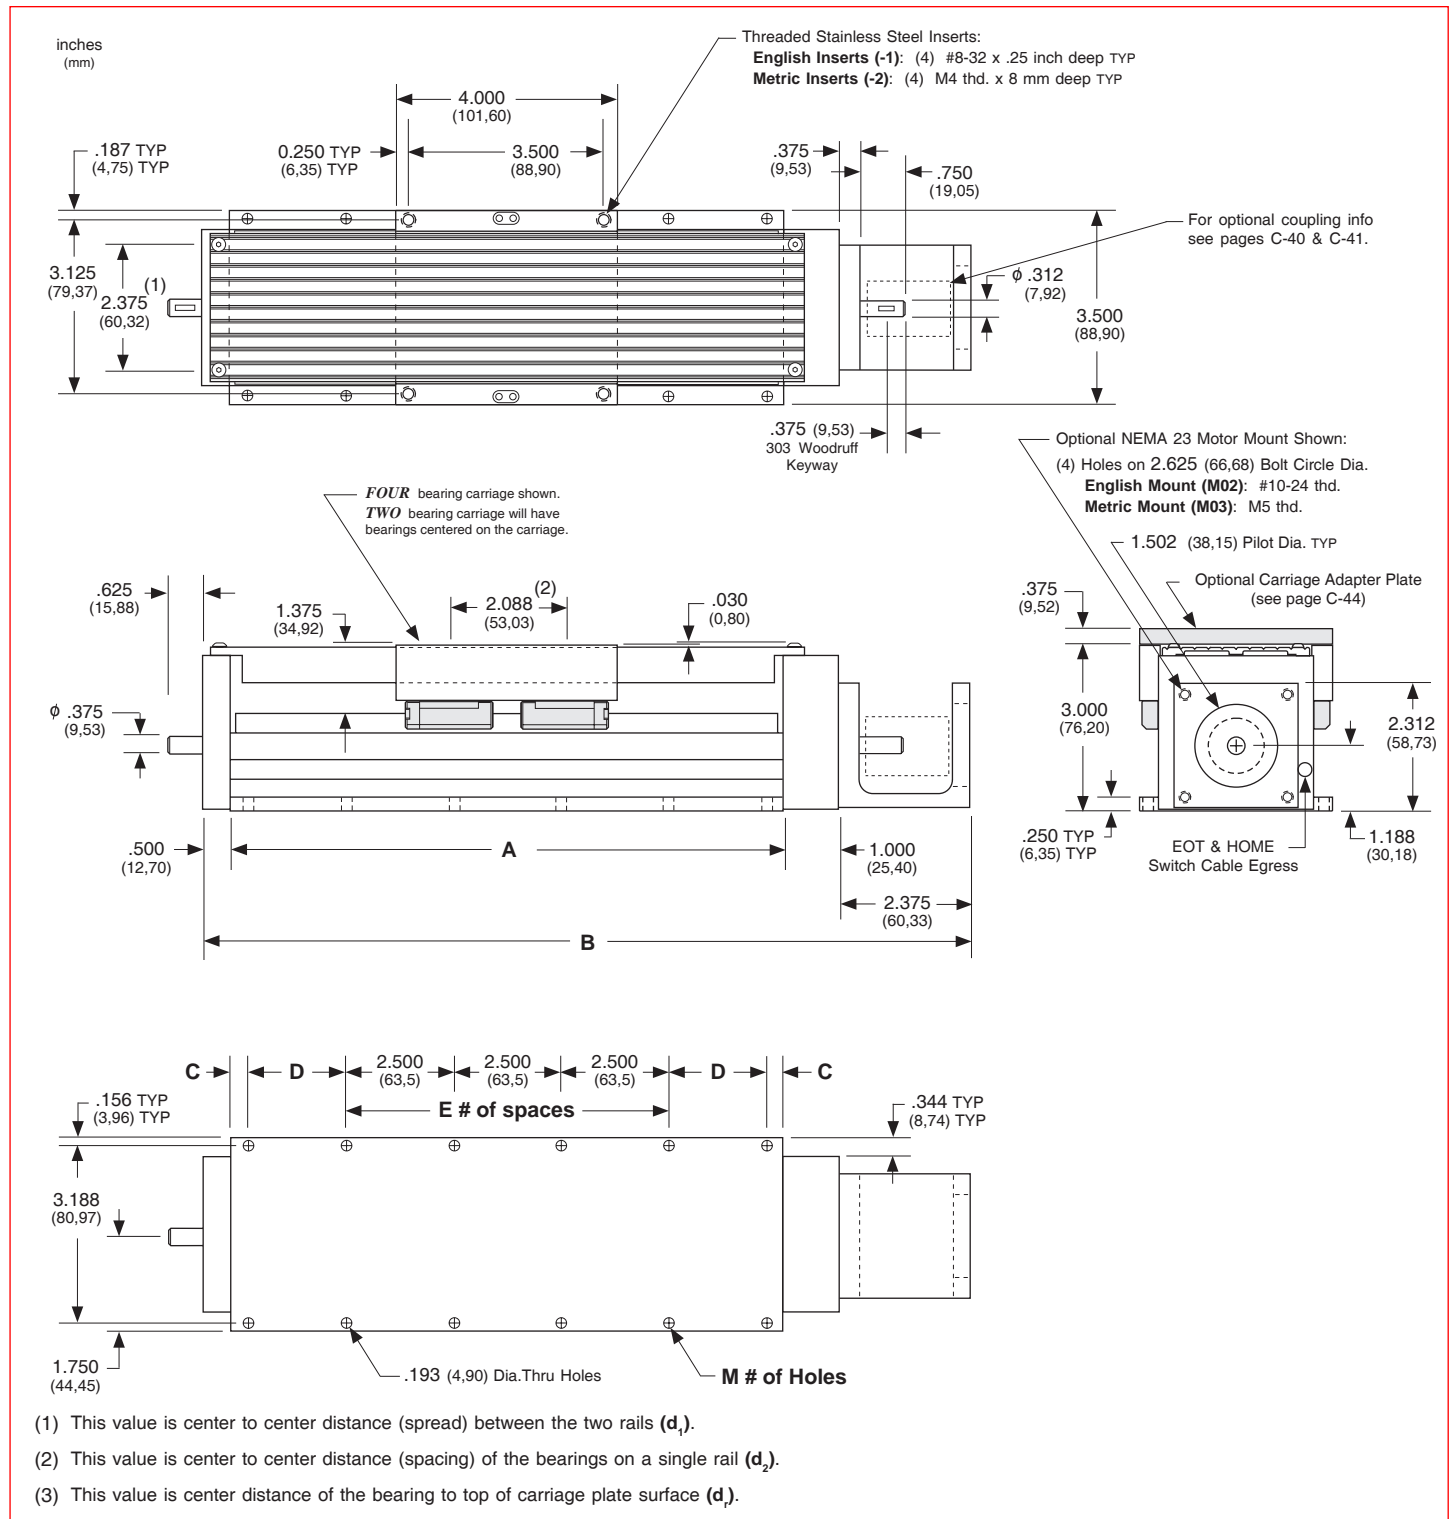 inches
(mm)
Threaded Stainless Steel Inserts:
English Inserts (-1): (4) #8-32 x .25 inch deep TYP
Metric Inserts (-2): (4) M4 thd. x 8 mm deep TYP
4.000
(101,60)
.187 TYP
(4,75) TYP
0.250 TYP
(6,35) TYP
3.500
(88,90)
.375
(9,53)
.750
(19,05)
For optional coupling info
see pages C-40 & C-41.
3.125
(79,37)
2.375
(60,32)
(1)
ϕ .312
(7,92)
3.500
(88,90)
.375 (9,53)
303 Woodruff
Keyway
Optional NEMA 23 Motor Mount Shown:
(4) Holes on 2.625 (66,68) Bolt Circle Dia.
English Mount (M02): #10-24 thd.
Metric Mount (M03): M5 thd.
FOUR bearing carriage shown.
TWO bearing carriage will have
bearings centered on the carriage.
1.502 (38,15) Pilot Dia. TYP
Optional Carriage Adapter Plate
(see page C-44)
.625
(15,88)
1.375
(34,92)
(2)
2.088
(53,03)
.030
(0,80)
.375
(9,52)
ϕ .375
(9,53)
3.000
(76,20)
2.312
(58,73)
.500
(12,70)
A
1.000
(25,40)
.250 TYP
(6,35) TYP
EOT & HOME
Switch Cable Egress
1.188
(30,18)
2.375
(60,33)
B
C
D
2.500
(63,5)
2.500
(63,5)
2.500
(63,5)
D
C
.156 TYP
(3,96) TYP
E # of spaces
.344 TYP
(8,74) TYP
3.188
(80,97)
1.750
(44,45)
.193 (4,90) Dia.Thru Holes
M # of Holes
(1) This value is center to center distance (spread) between the two rails (d₁).
(2) This value is center to center distance (spacing) of the bearings on a single rail (d₂).
(3) This value is center distance of the bearing to top of carriage plate surface (dᵣ).